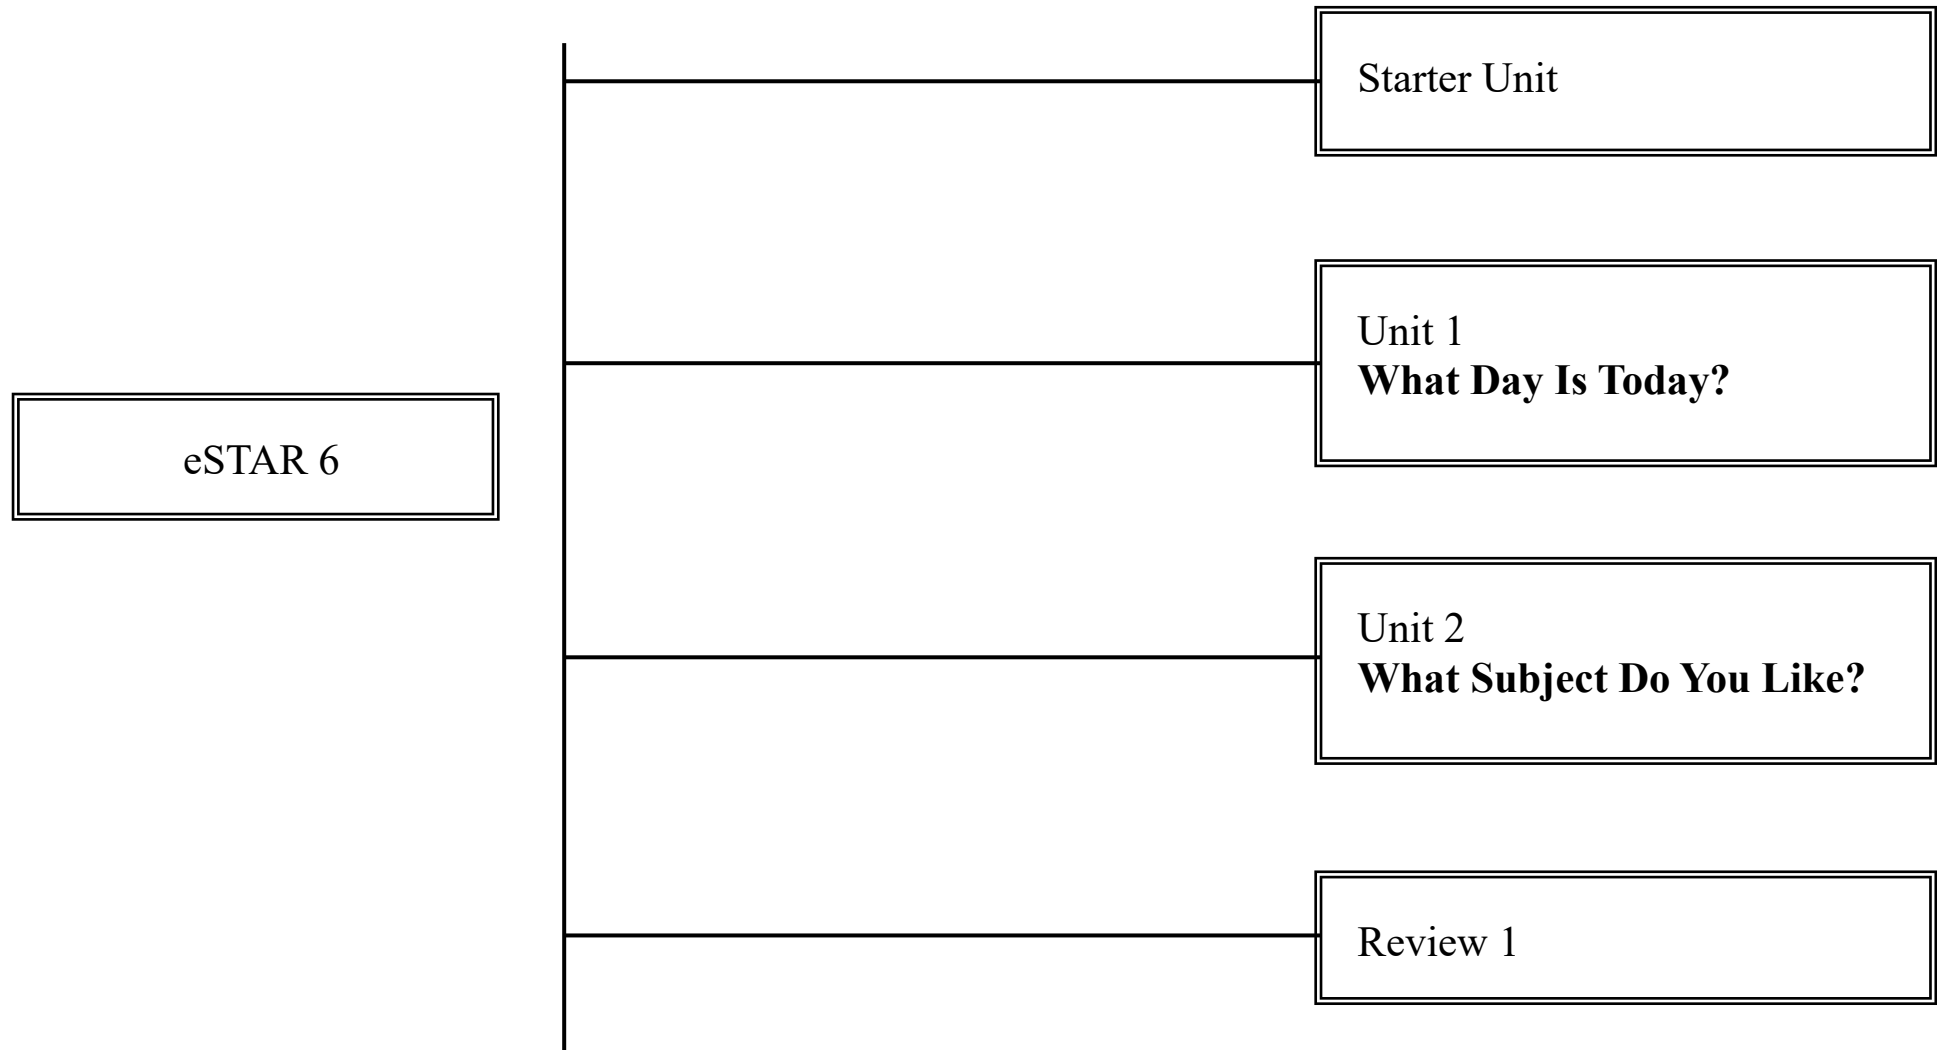 Starter Unit
Unit 1
What Day Is Today?
eSTAR 6
Unit 2
What Subject Do You Like?
Review 1